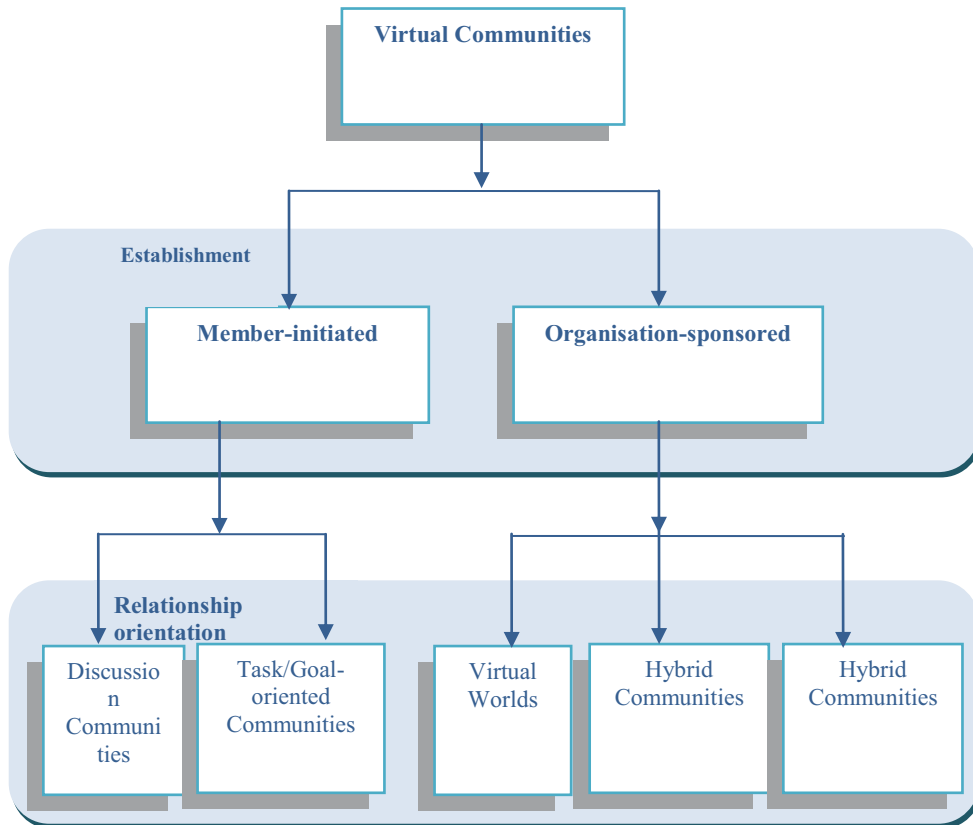 Virtual Communities
Establishment
Member-initiated
Organisation-sponsored
Relationship
orientation
Discussio
n
Communi
ties
Task/Goal-
oriented
Communities
Virtual
Worlds
Hybrid
Communities
Hybrid
Communities